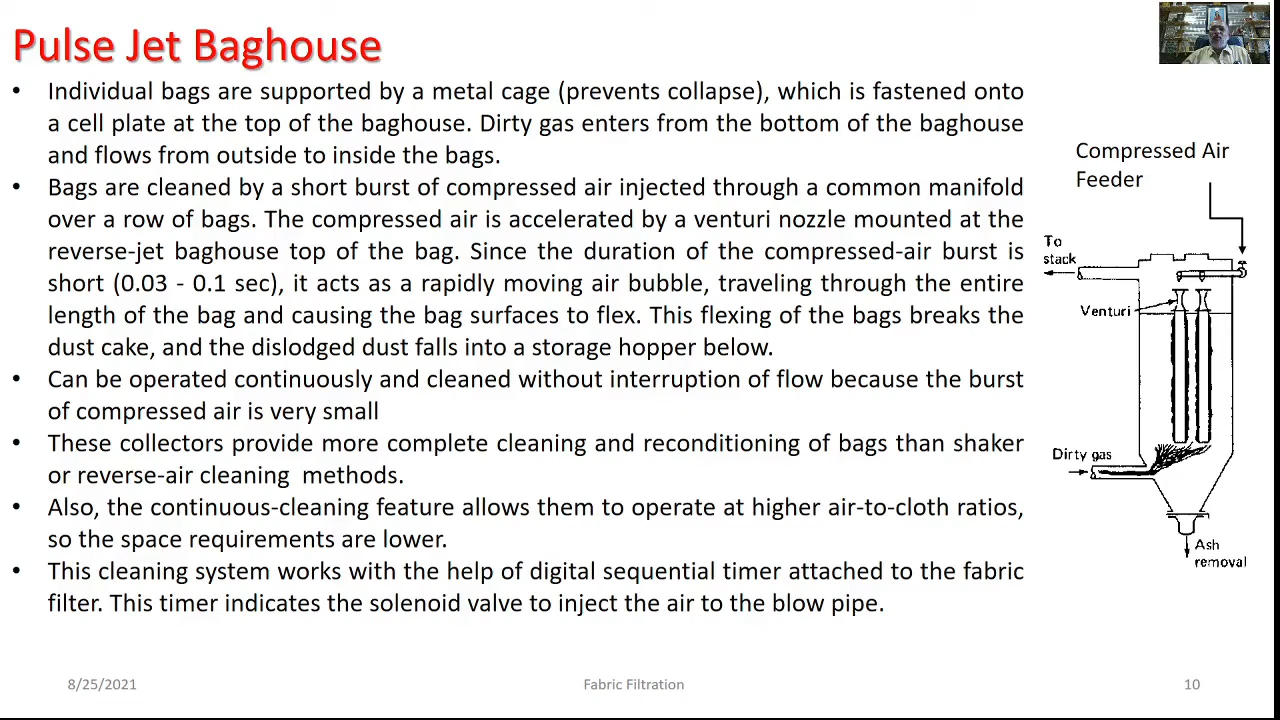 Pulse Jet Baghouse
• Individual bags are supported by a metal cage (prevents collapse), which is fastened onto
a cell plate at the top of the baghouse. Dirty gas enters from the bottom of the baghouse
and flows from outside to inside the bags.
• Bags are cleaned by a short burst of compressed air injected through a common manifold
over a row of bags. The compressed air is accelerated by a venturi nozzle mounted at the
reverse-jet baghouse top of the bag. Since the duration of the compressed-air burst is
short (0.03 - 0.1 sec), it acts as a rapidly moving air bubble, traveling through the entire
length of the bag and causing the bag surfaces to flex. This flexing of the bags breaks the
dust cake, and the dislodged dust falls into a storage hopper below.
• Can be operated continuously and cleaned without interruption of flow because the burst
of compressed air is very small
• These collectors provide more complete cleaning and reconditioning of bags than shaker
or reverse-air cleaning methods.
• Also, the continuous-cleaning feature allows them to operate at higher air-to-cloth ratios,
so the space requirements are lower.
• This cleaning system works with the help of digital sequential timer attached to the fabric
filter. This timer indicates the solenoid valve to inject the air to the blow pipe.
Compressed Air
Feeder
To
stack
Venturi
Dirty gas
Ash
removal
8/25/2021
Fabric Filtration
10